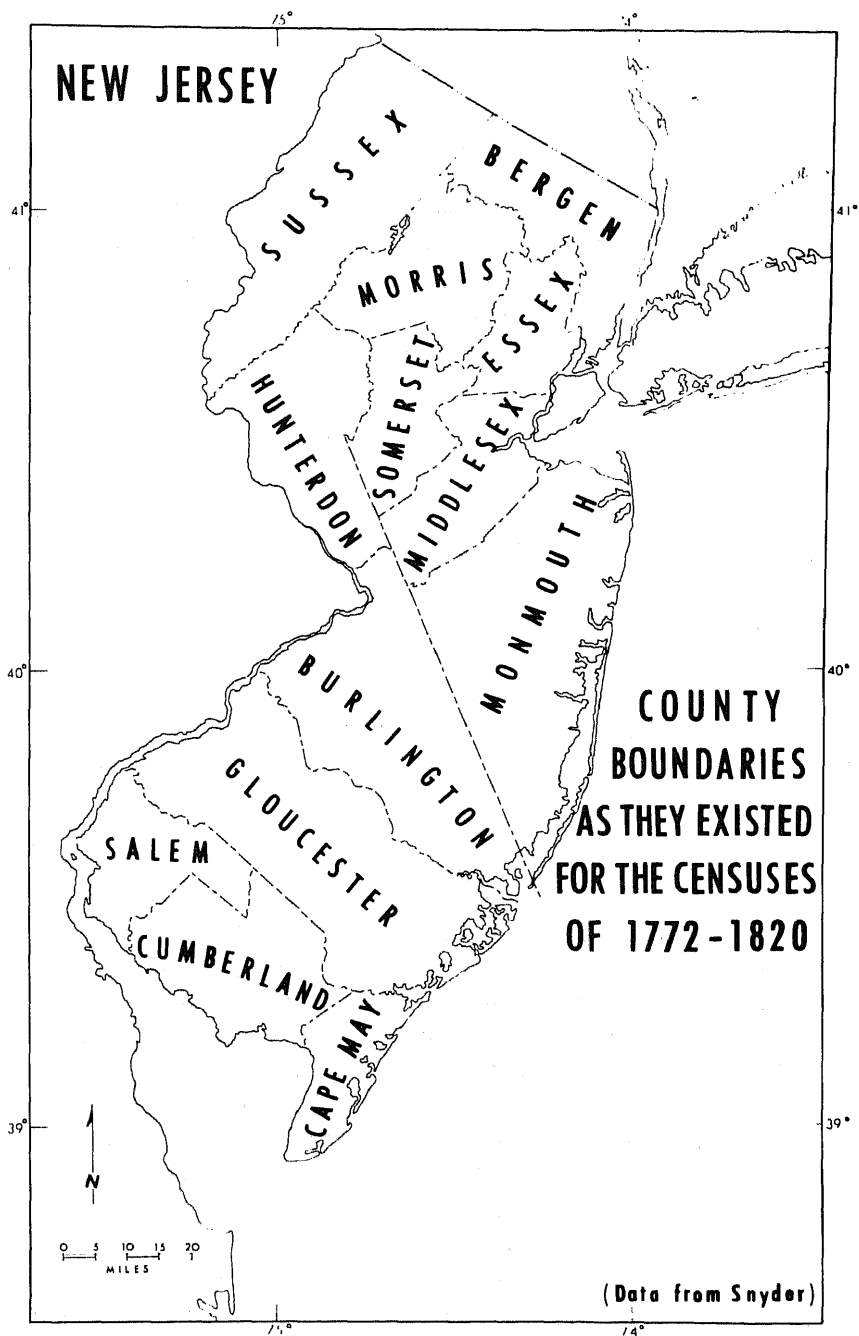 75°
74°
NEW JERSEY
SUSSEX
BERGEN
41°
41°
MORRIS
ESSEX
SOMERSET
HUNTERDON
MIDDLESEX
MONMOUTH
40°
40°
BURLINGTON
COUNTY
BOUNDARIES
AS THEY EXISTED
FOR THE CENSUSES
OF 1772-1820
GLOUCESTER
SALEM
CUMBERLAND
CAPE MAY
39°
39°
N
0 5 10 15 20
MILES
(Data from Snyder)
75°
74°